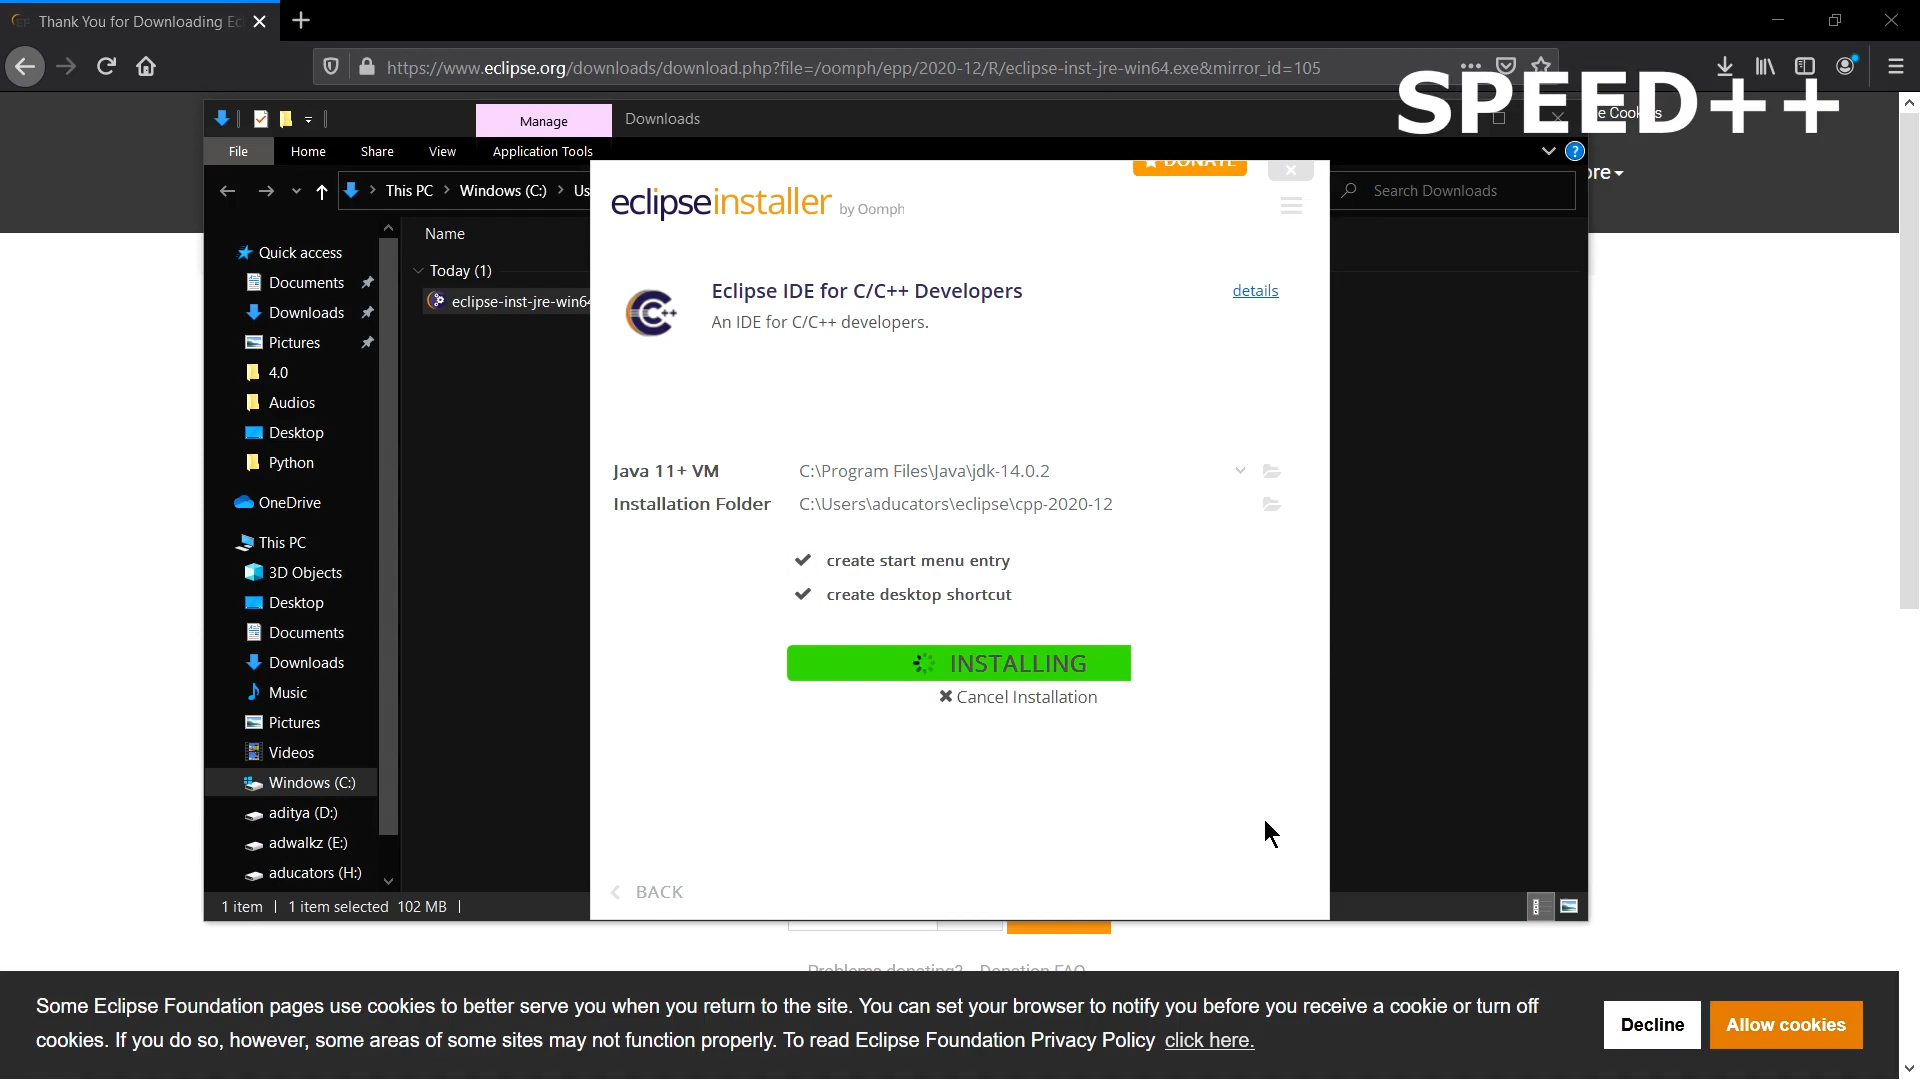 Thank You for Downloading Ec
https://www.eclipse.org/downloads/download.php?file=/oomph/epp/2020-12/R/eclipse-inst-jre-win64.exe&mirror_id=105
SPEED++
Manage
Downloads
File
Home
Share
View
Application Tools
This PC
Windows (C:)
Us
Search Downloads
Name
Today (1)
eclipse-inst-jre-win64
Quick access
Documents
Downloads
Pictures
4.0
Audios
Desktop
Python
OneDrive
This PC
3D Objects
Desktop
Documents
Downloads
Music
Pictures
Videos
Windows (C:)
aditya (D:)
adwalkz (E:)
aducators (H:)
1 item
1 item selected 102 MB
DONATE
eclipseinstaller by Oomph
Eclipse IDE for C/C++ Developers
details
An IDE for C/C++ developers.
Java 11+ VM
C:\Program Files\Java\jdk-14.0.2
Installation Folder
C:\Users\aducators\eclipse\cpp-2020-12
create start menu entry
create desktop shortcut
INSTALLING
Cancel Installation
BACK
Problems donating? Donation FAQ
Some Eclipse Foundation pages use cookies to better serve you when you return to the site. You can set your browser to notify you before you receive a cookie or turn off
cookies. If you do so, however, some areas of some sites may not function properly. To read Eclipse Foundation Privacy Policy click here.
Decline
Allow cookies